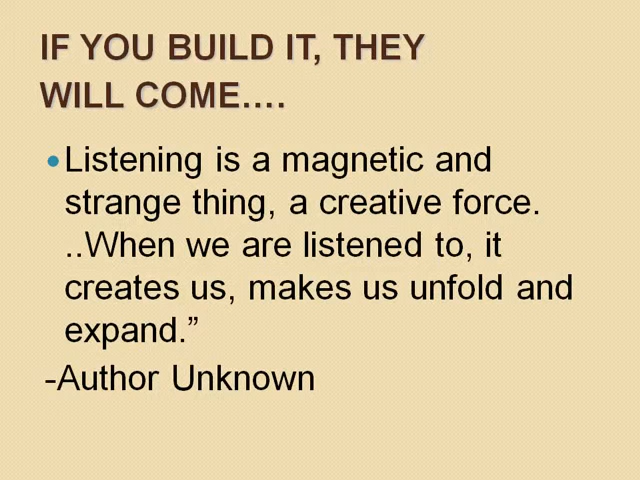 IF YOU BUILD IT, THEY
WILL COME....
• Listening is a magnetic and
strange thing, a creative force.
..When we are listened to, it
creates us, makes us unfold and
expand.”
-Author Unknown